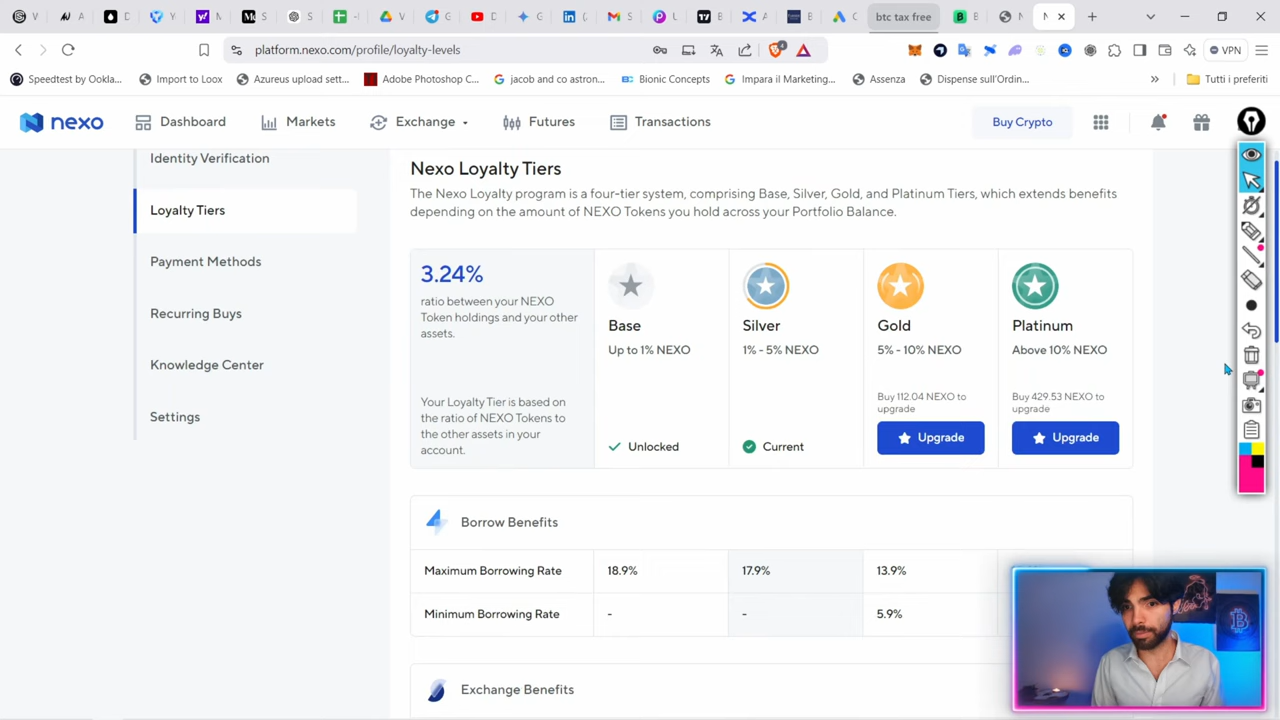 btc tax free
platform.nexo.com/profile/loyalty-levels
VPN
Speedtest by Ookla...
Import to Loox
Azureus upload sett...
Adobe Photoshop C...
jacob and co astron...
Bionic Concepts
Impara il Marketing...
Assenza
Dispense sull'Ordin...
Tutti i preferiti
nexo
Dashboard
Markets
Exchange
Futures
Transactions
Buy Crypto
Identity Verification
Loyalty Tiers
Payment Methods
Recurring Buys
Knowledge Center
Settings
Nexo Loyalty Tiers
The Nexo Loyalty program is a four-tier system, comprising Base, Silver, Gold, and Platinum Tiers, which extends benefits
depending on the amount of NEXO Tokens you hold across your Portfolio Balance.
3.24%
ratio between your NEXO
Token holdings and your other
assets.
Your Loyalty Tier is based on
the ratio of NEXO Tokens to
the other assets in your
account.
Base
Up to 1% NEXO
Unlocked
Silver
1% - 5% NEXO
Current
Gold
5% - 10% NEXO
Buy 112.04 NEXO to
upgrade
Upgrade
Platinum
Above 10% NEXO
Buy 429.53 NEXO to
upgrade
Upgrade
Borrow Benefits
Maximum Borrowing Rate
18.9%
17.9%
13.9%
Minimum Borrowing Rate
-
-
5.9%
Exchange Benefits